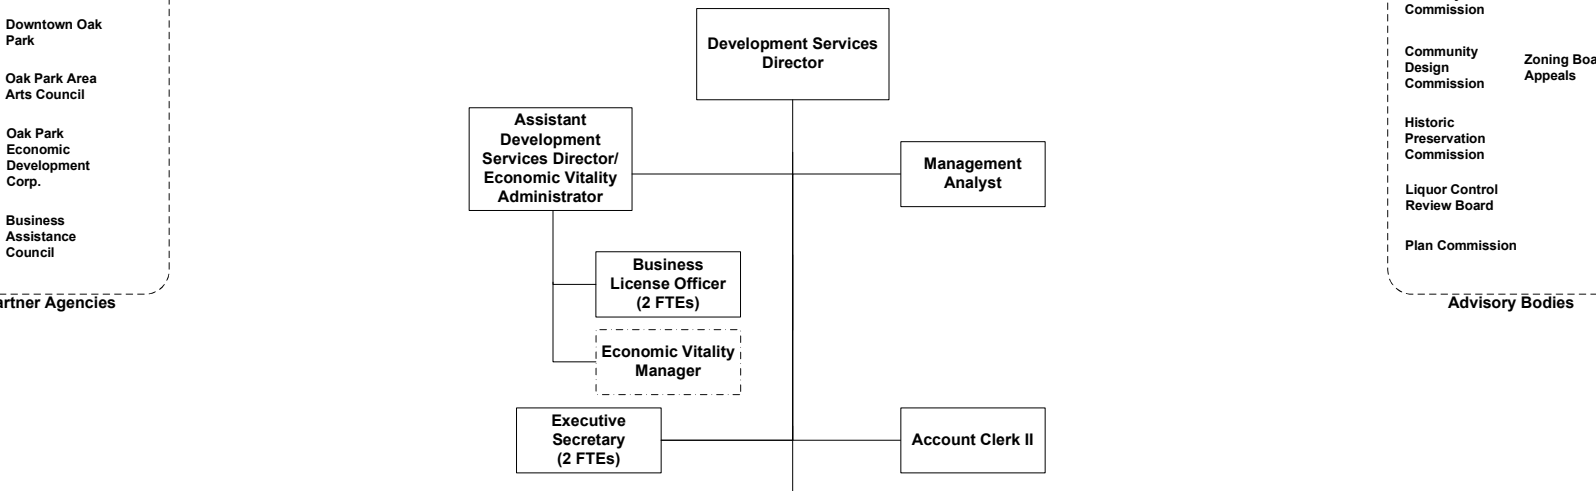 Downtown Oak
Park
Oak Park Area
Arts Council
Oak Park
Economic
Development
Corp.
Business
Assistance
Council
Agencies
Development Services
Director
Assistant
Development
Services Director/
Economic Vitality
Administrator
Management
Analyst
Business
License Officer
(2 FTEs)
Economic Vitality
Manager
Executive
Secretary
(2 FTEs)
Account Clerk II
Commission
Community
Design
Commission
Zoning
Appeals
Historic
Preservation
Commission
Liquor Control
Review Board
Plan Commission
Advisory Bodies